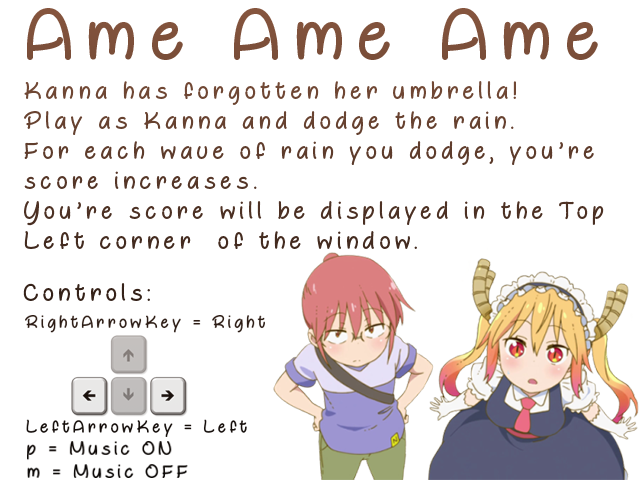 Ame Ame Ame
Kanna has forgotten her umbrella!
Play as Kanna and dodge the rain.
For each wave of rain you dodge, you're
score increases.
You're score will be displayed in the Top
Left corner of the window.
Controls:
RightArrowKey = Right
↑
← ↓ →
LeftArrowKey = Left
p = Music ON
m = Music OFF